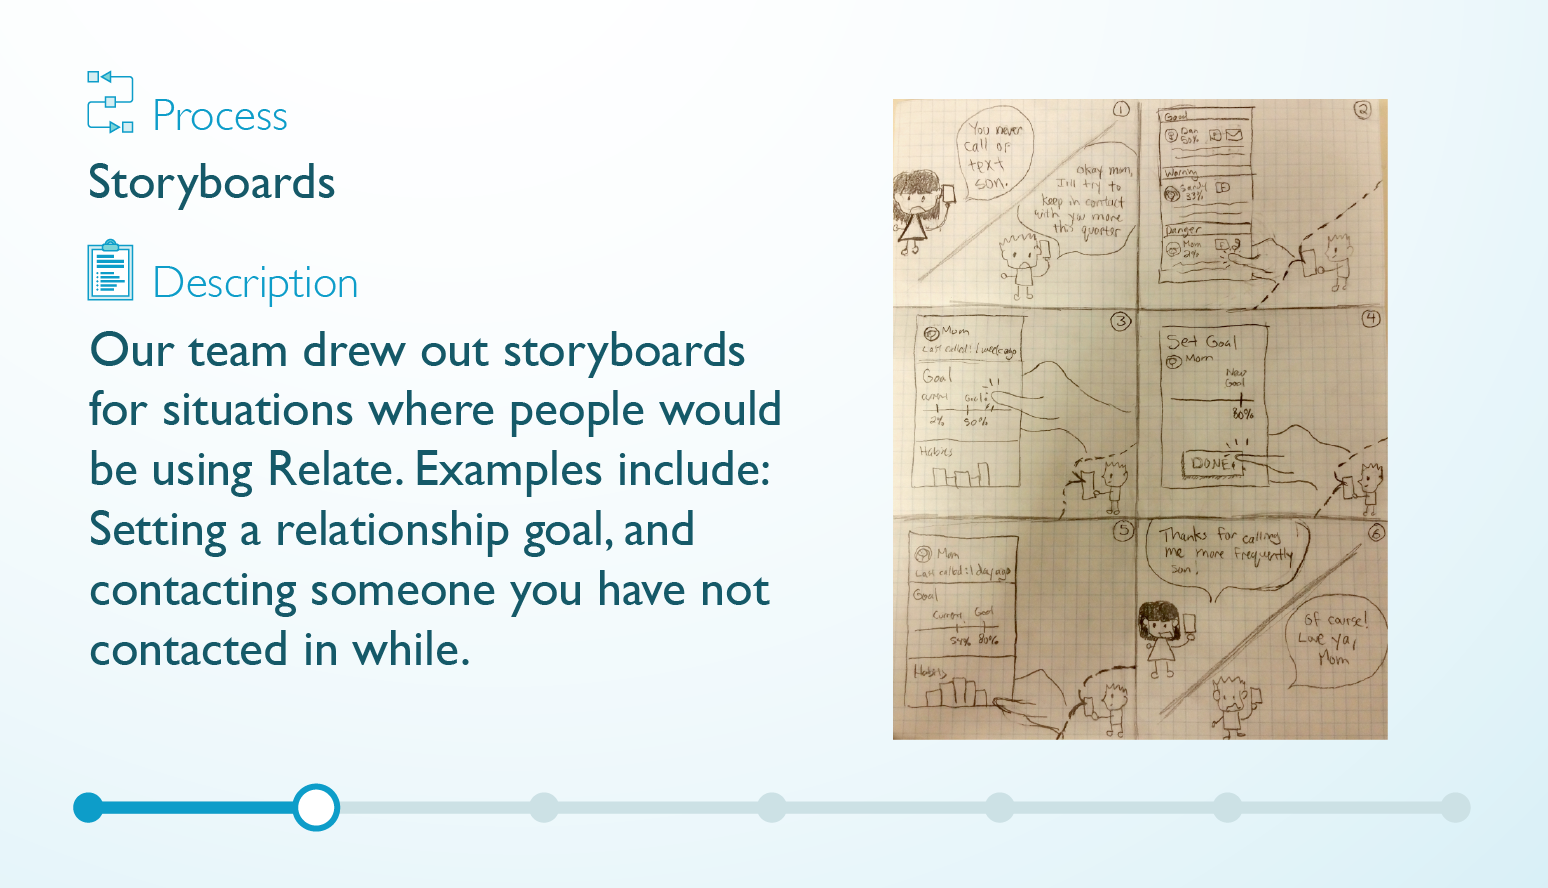 Process
Storyboards
Description
Our team drew out storyboards
for situations where people would
be using Relate. Examples include:
Setting a relationship goal, and
contacting someone you have not
contacted in while.
1
You never
call or
text
son.
okay mom,
I'll try to
keep in contact
with you more
this quarter
2
Good
Dan
50%
Warning
Sandy
33%
Danger
Mom
2%
3
Mom
Last called: 1 week ago
Goal
current Goal
2% 50%
Habits
4
Set Goal
Mom
New
Goal
80%
DONE
5
Mom
Last called: 1 day ago
Goal
Current Goal
80%
Habits
6
Thanks for calling
me more frequently
son.
Of course!
Love ya,
Mom